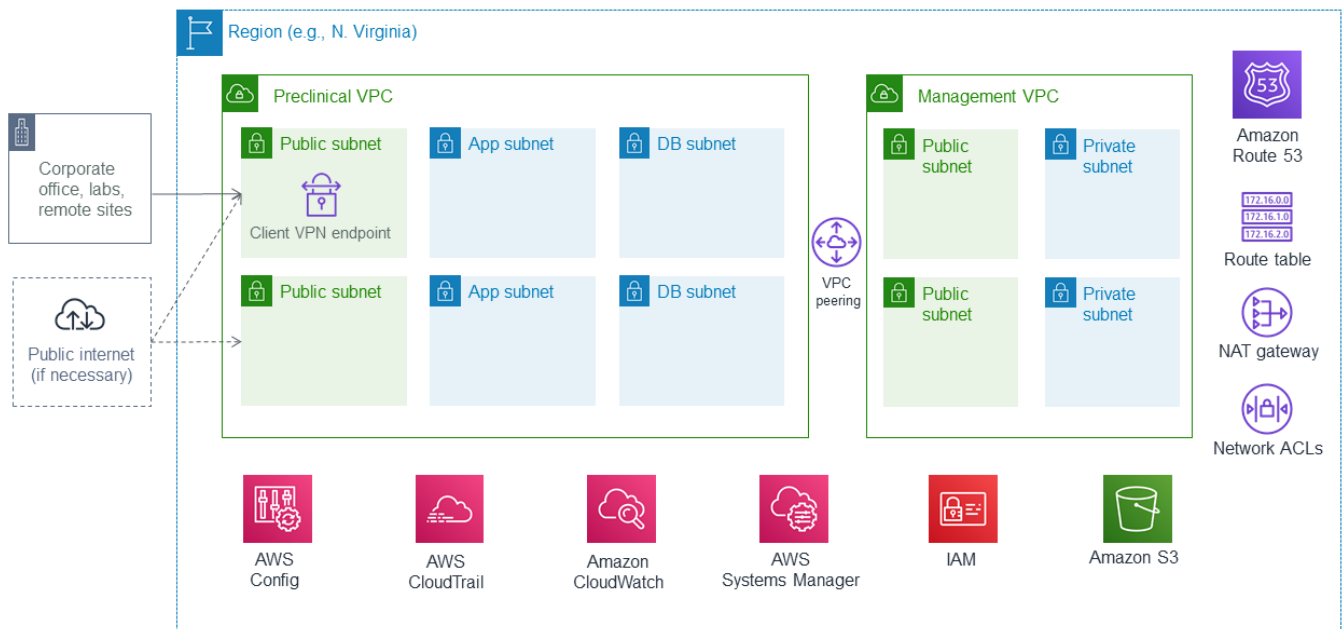 Region (e.g., N. Virginia)
Preclinical VPC
Management VPC
53
Amazon
Route 53
Public subnet
App subnet
DB subnet
Public
subnet
Private
subnet
Corporate
office, labs,
remote sites
Client VPN endpoint
172.16.0.0
172.16.1.0
172.16.2.0
Route table
VPC
peering
Public subnet
App subnet
DB subnet
Public
subnet
Private
subnet
Public internet
(if necessary)
NAT gateway
Network ACLs
AWS
Config
AWS
CloudTrail
Amazon
CloudWatch
AWS
Systems Manager
IAM
Amazon S3